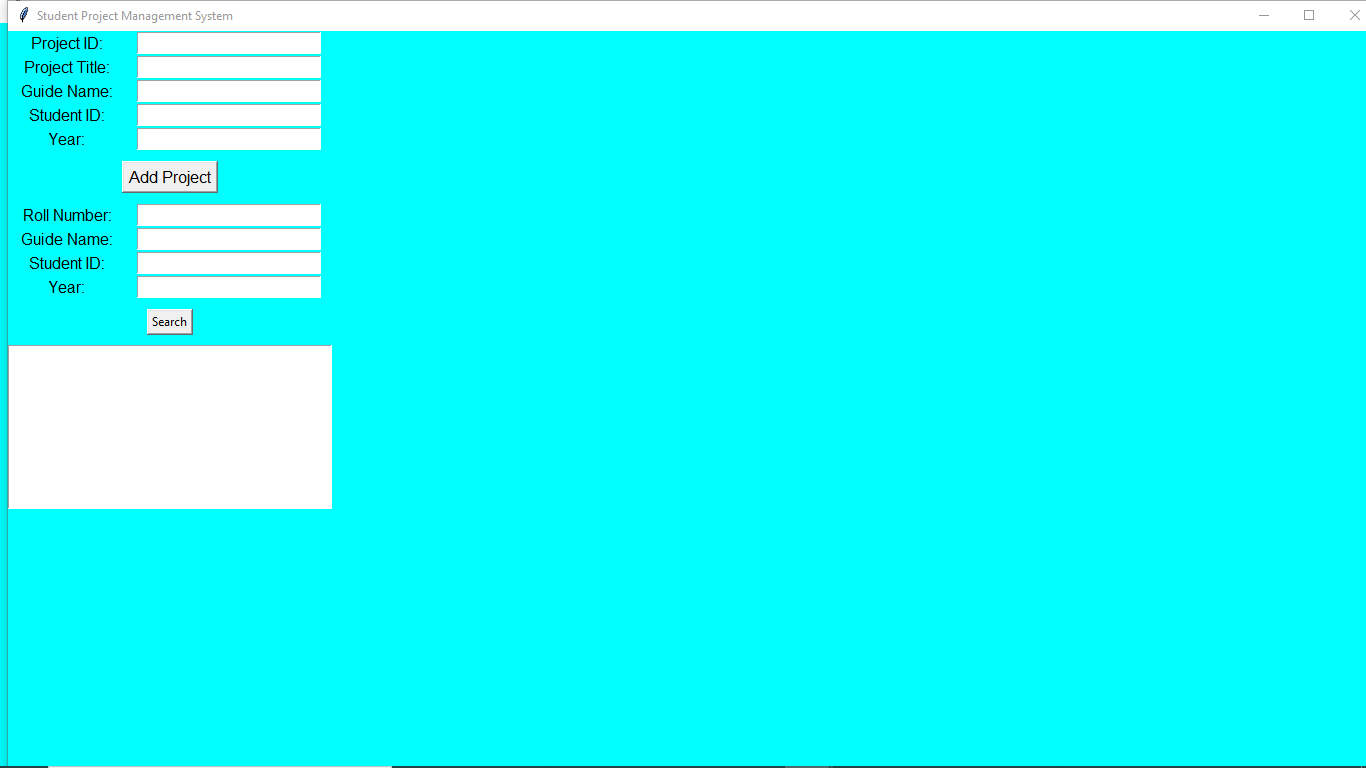 Student Project Management System
Project ID:
Project Title:
Guide Name:
Student ID:
Year:
Add Project
Roll Number:
Guide Name:
Student ID:
Year:
Search